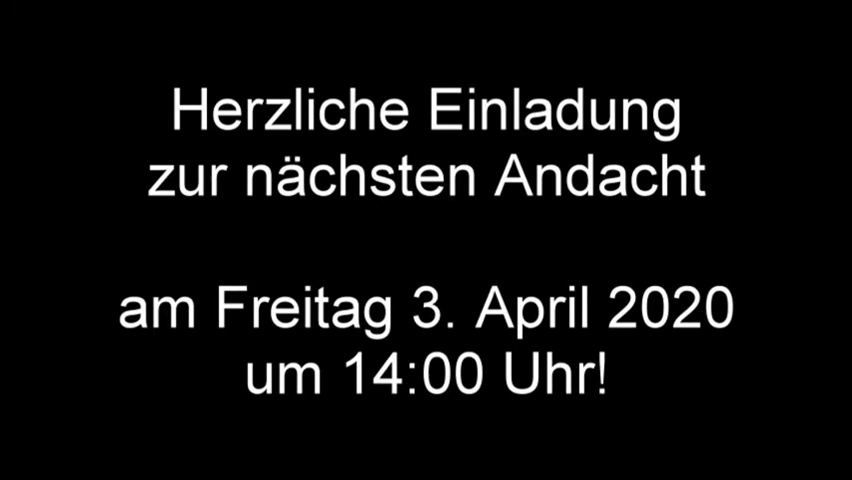 Herzliche Einladung
zur nächsten Andacht
am Freitag 3. April 2020
um 14:00 Uhr!